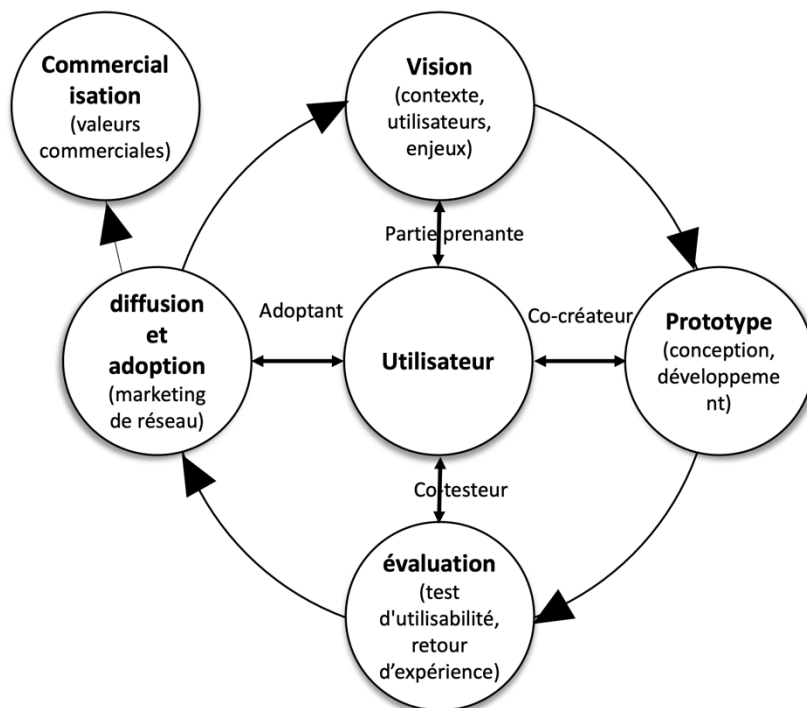 Commercial
isation
(valeurs
commerciales)
Vision
(contexte,
utilisateurs,
enjeux)
Partie prenante
diffusion
et
adoption
(marketing
de réseau)
Adoptant
Utilisateur
Co-créateur
Prototype
(conception,
développeme
nt)
Co-testeur
évaluation
(test
d'utilisabilité,
retour
d’expérience)